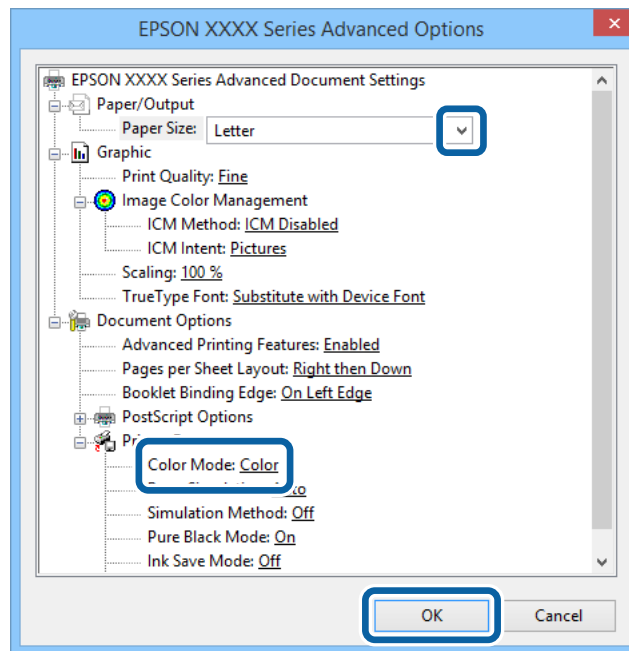 EPSON XXXX Series Advanced Options
EPSON XXXX Series Advanced Document Settings
Paper/Output
Paper Size: Letter
Graphic
Print Quality: Fine
Image Color Management
ICM Method: ICM Disabled
ICM Intent: Pictures
Scaling: 100 %
TrueType Font: Substitute with Device Font
Document Options
Advanced Printing Features: Enabled
Pages per Sheet Layout: Right then Down
Booklet Binding Edge: On Left Edge
PostScript Options
Color Mode: Color
Simulation Method: Off
Pure Black Mode: On
Ink Save Mode: Off
OK Cancel